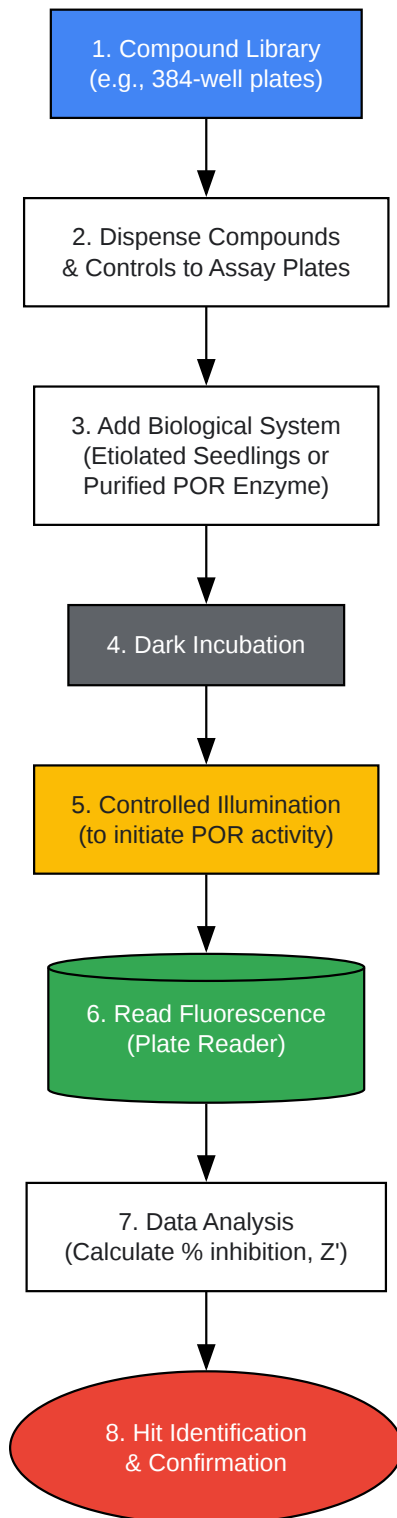 1. Compound Library
(e.g., 384-well plates)
2. Dispense Compounds
& Controls to Assay Plates
3. Add Biological System
(Etiolated Seedlings or
Purified POR Enzyme)
4. Dark Incubation
5. Controlled Illumination
(to initiate POR activity)
6. Read Fluorescence
(Plate Reader)
7. Data Analysis
(Calculate % inhibition, Z')
8. Hit Identification
& Confirmation